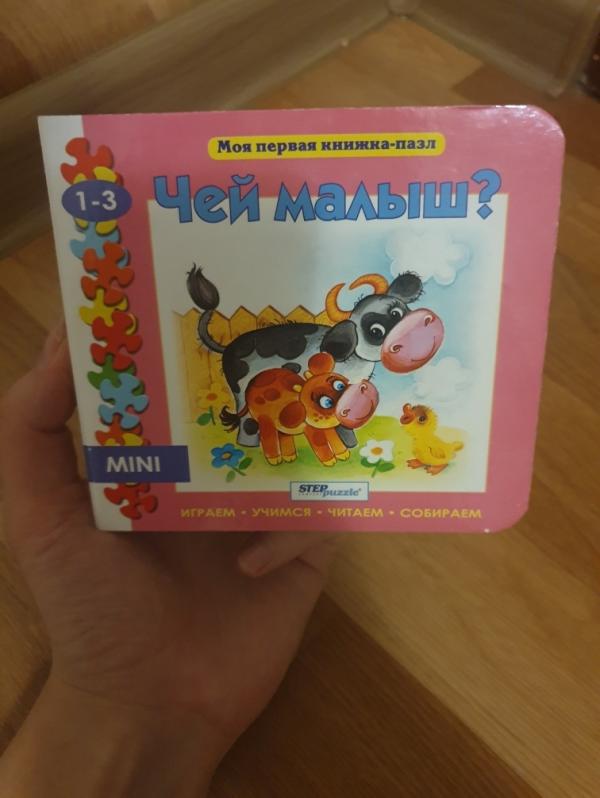 Моя первая книжка-пазл
1-3
Чей малыш?
MINI
STEP
puzzle®
ИГРАЕМ • УЧИМСЯ • ЧИТАЕМ • СОБИРАЕМ